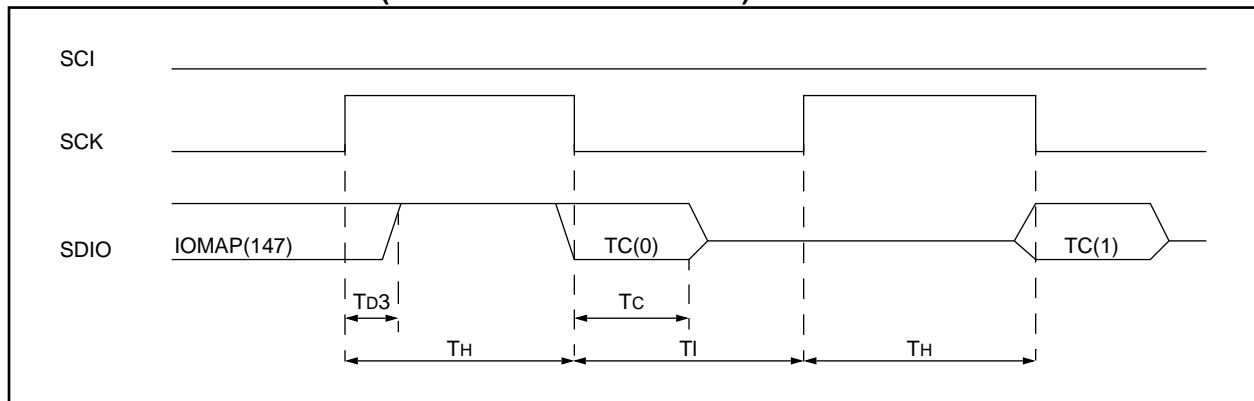 SCI
SCK
SDIO
IOMAP(147)
TC(0)
TC(1)
TD3
TC
TH
TI
TH